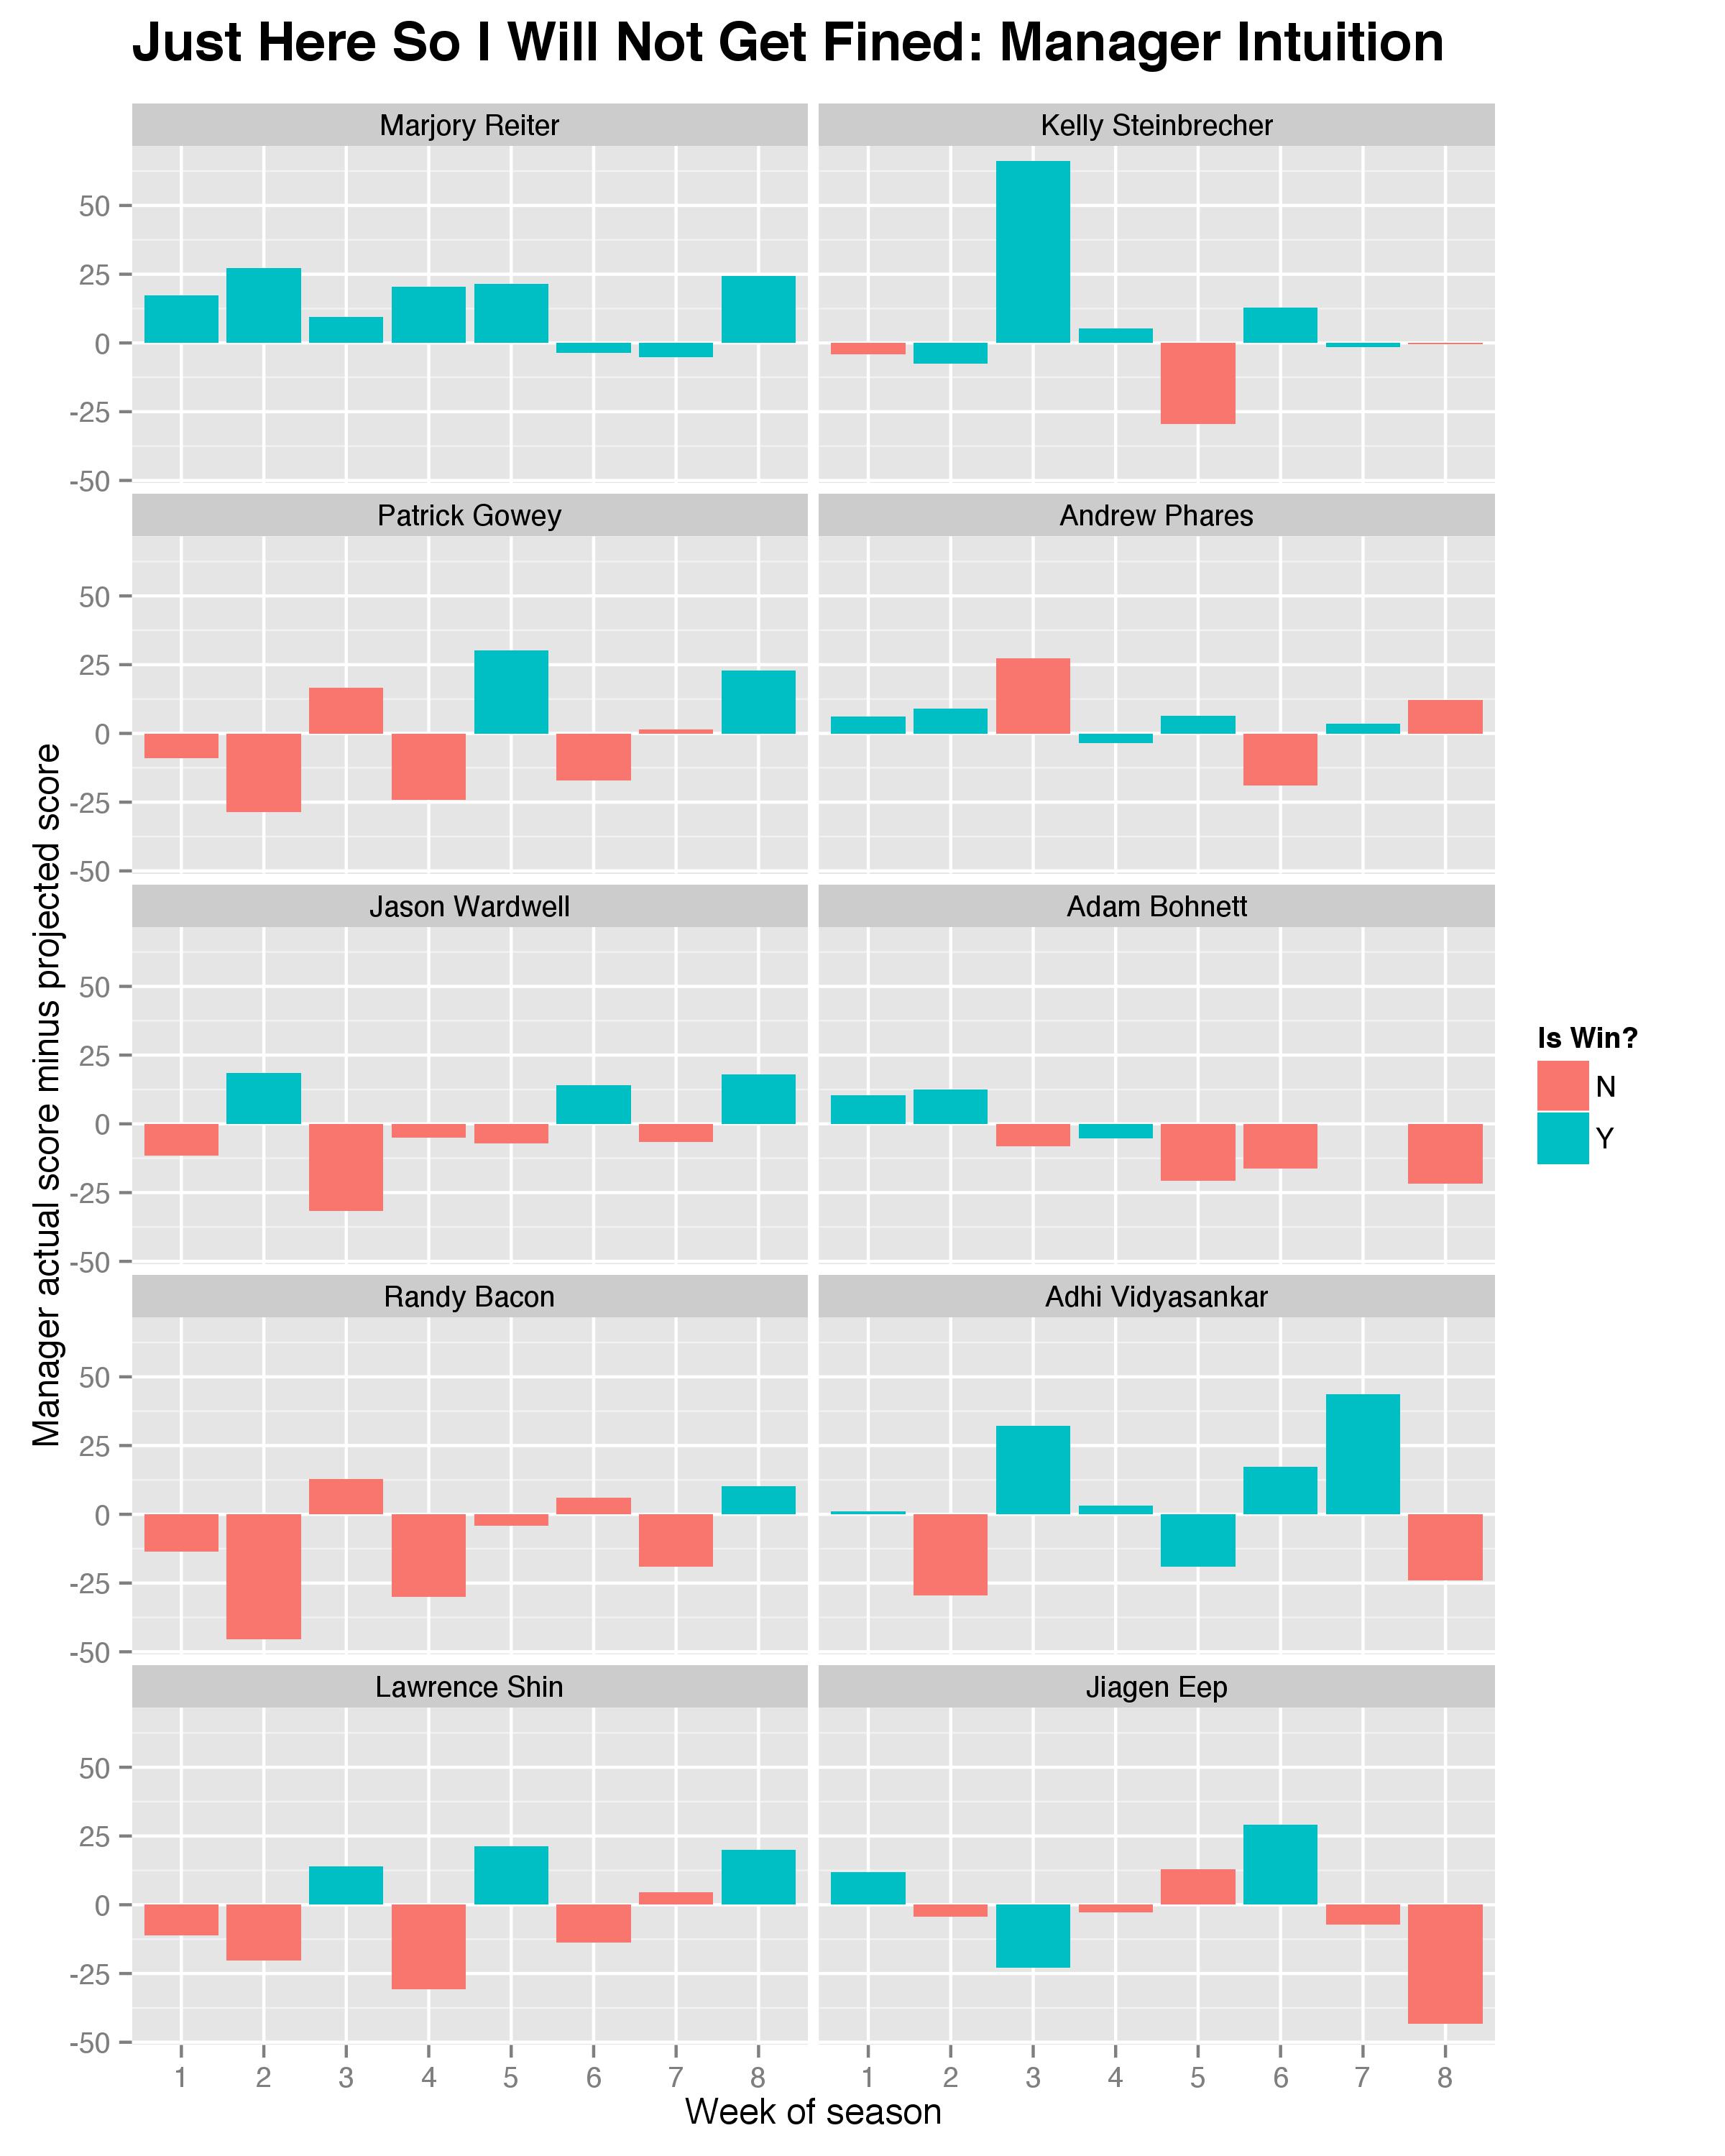 Just Here So I Will Not Get Fined: Manager Intuition
Marjory Reiter
Kelly Steinbrecher
50
25
0
-25
-50
Patrick Gowey
Andrew Phares
50
25
0
-25
-50
Jason Wardwell
Adam Bohnett
50
25
0
-25
-50
Randy Bacon
Adhi Vidyasankar
50
25
0
-25
-50
Lawrence Shin
Jiagen Eep
50
25
0
-25
-50
1 2 3 4 5 6 7 8
1 2 3 4 5 6 7 8
Week of season
Manager actual score minus projected score
Is Win?
N
Y